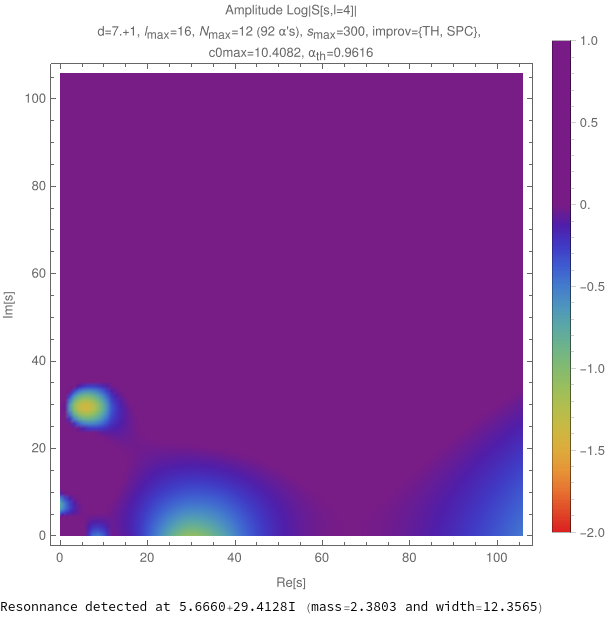 Amplitude Log|S[s,l=4]|
d=7.+1, lmax=16, Nmax=12 (92 α's), smax=300, improv={TH, SPC},
c0max=10.4082, αth=0.9616
1.0
0.5
0.
-0.5
-1.0
-1.5
-2.0
100
80
60
40
20
0
Im[s]
0 20 40 60 80 100
Re[s]
Resonnance detected at 5.6660+29.4128I (mass=2.3803 and width=12.3565)